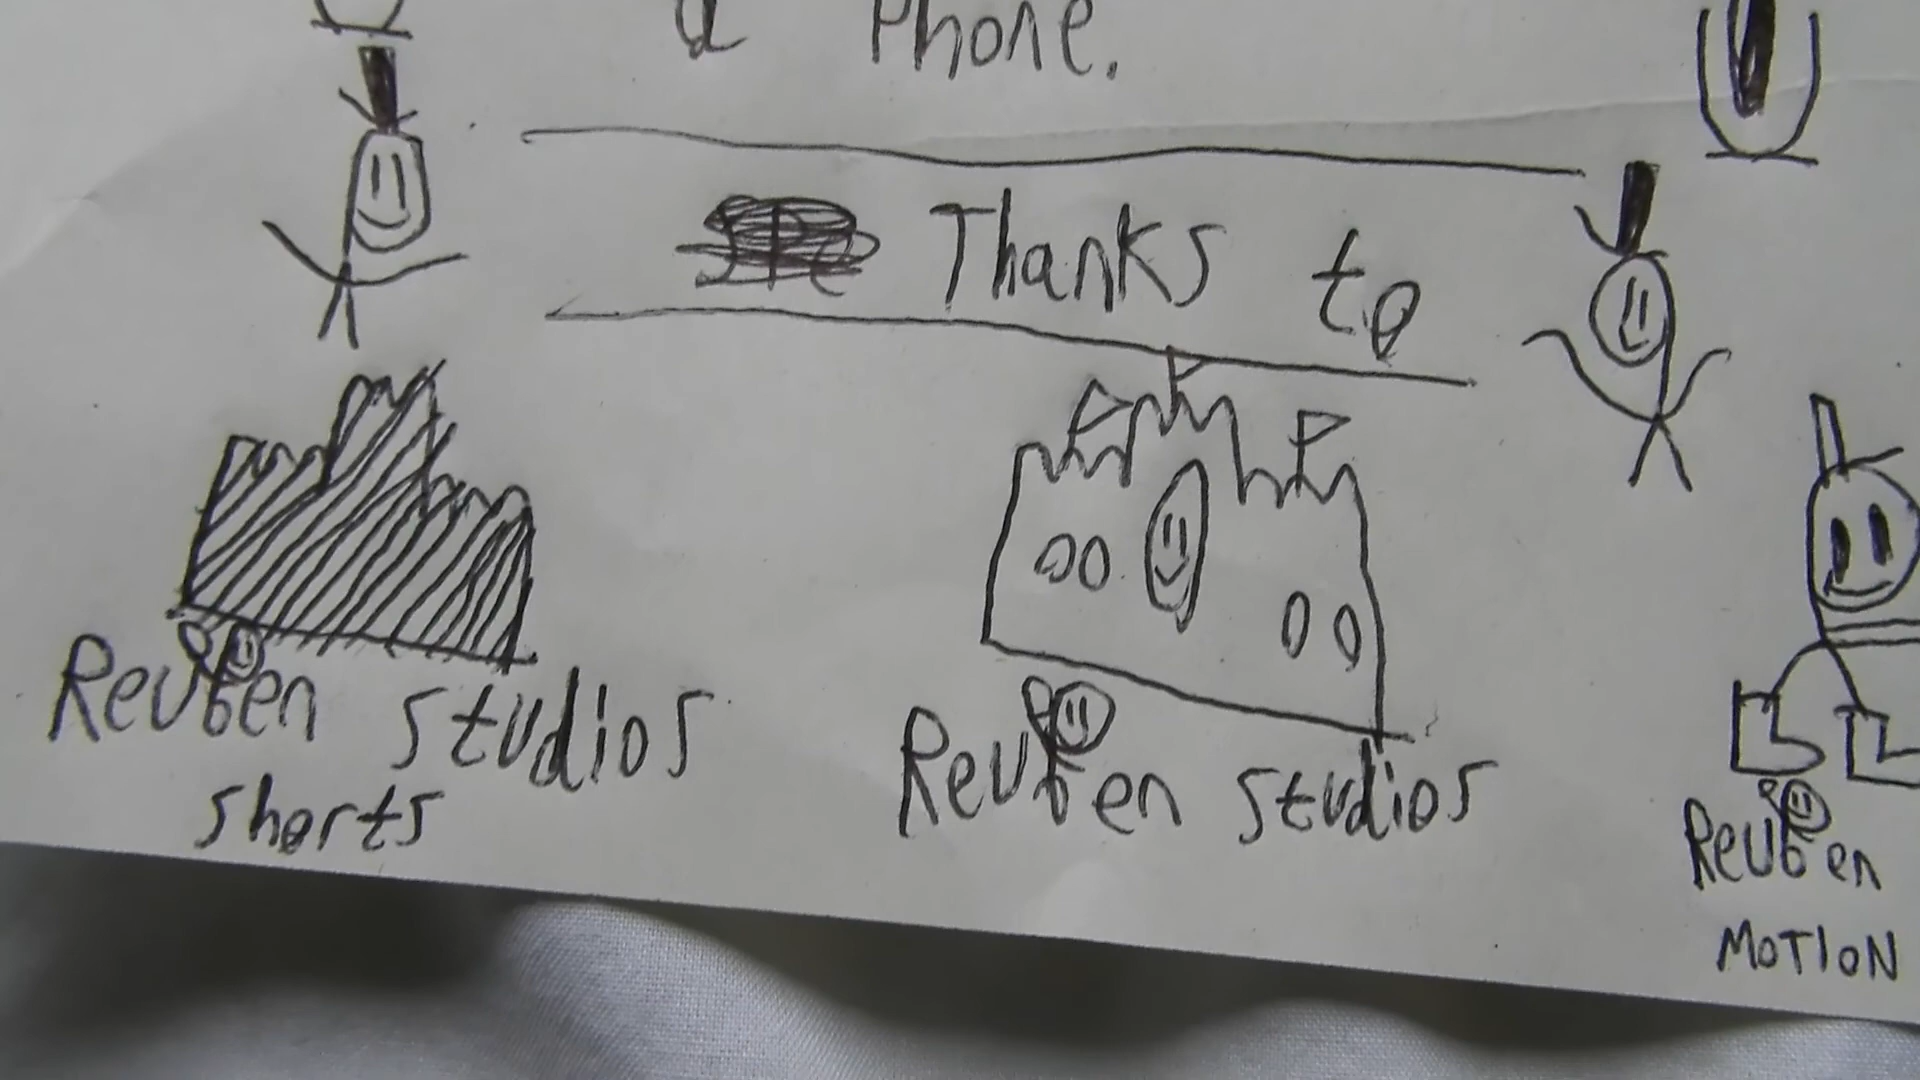 a Phone.
Thanks to
Reuben studios
shorts
Reuben studios
Reuben
MOTION